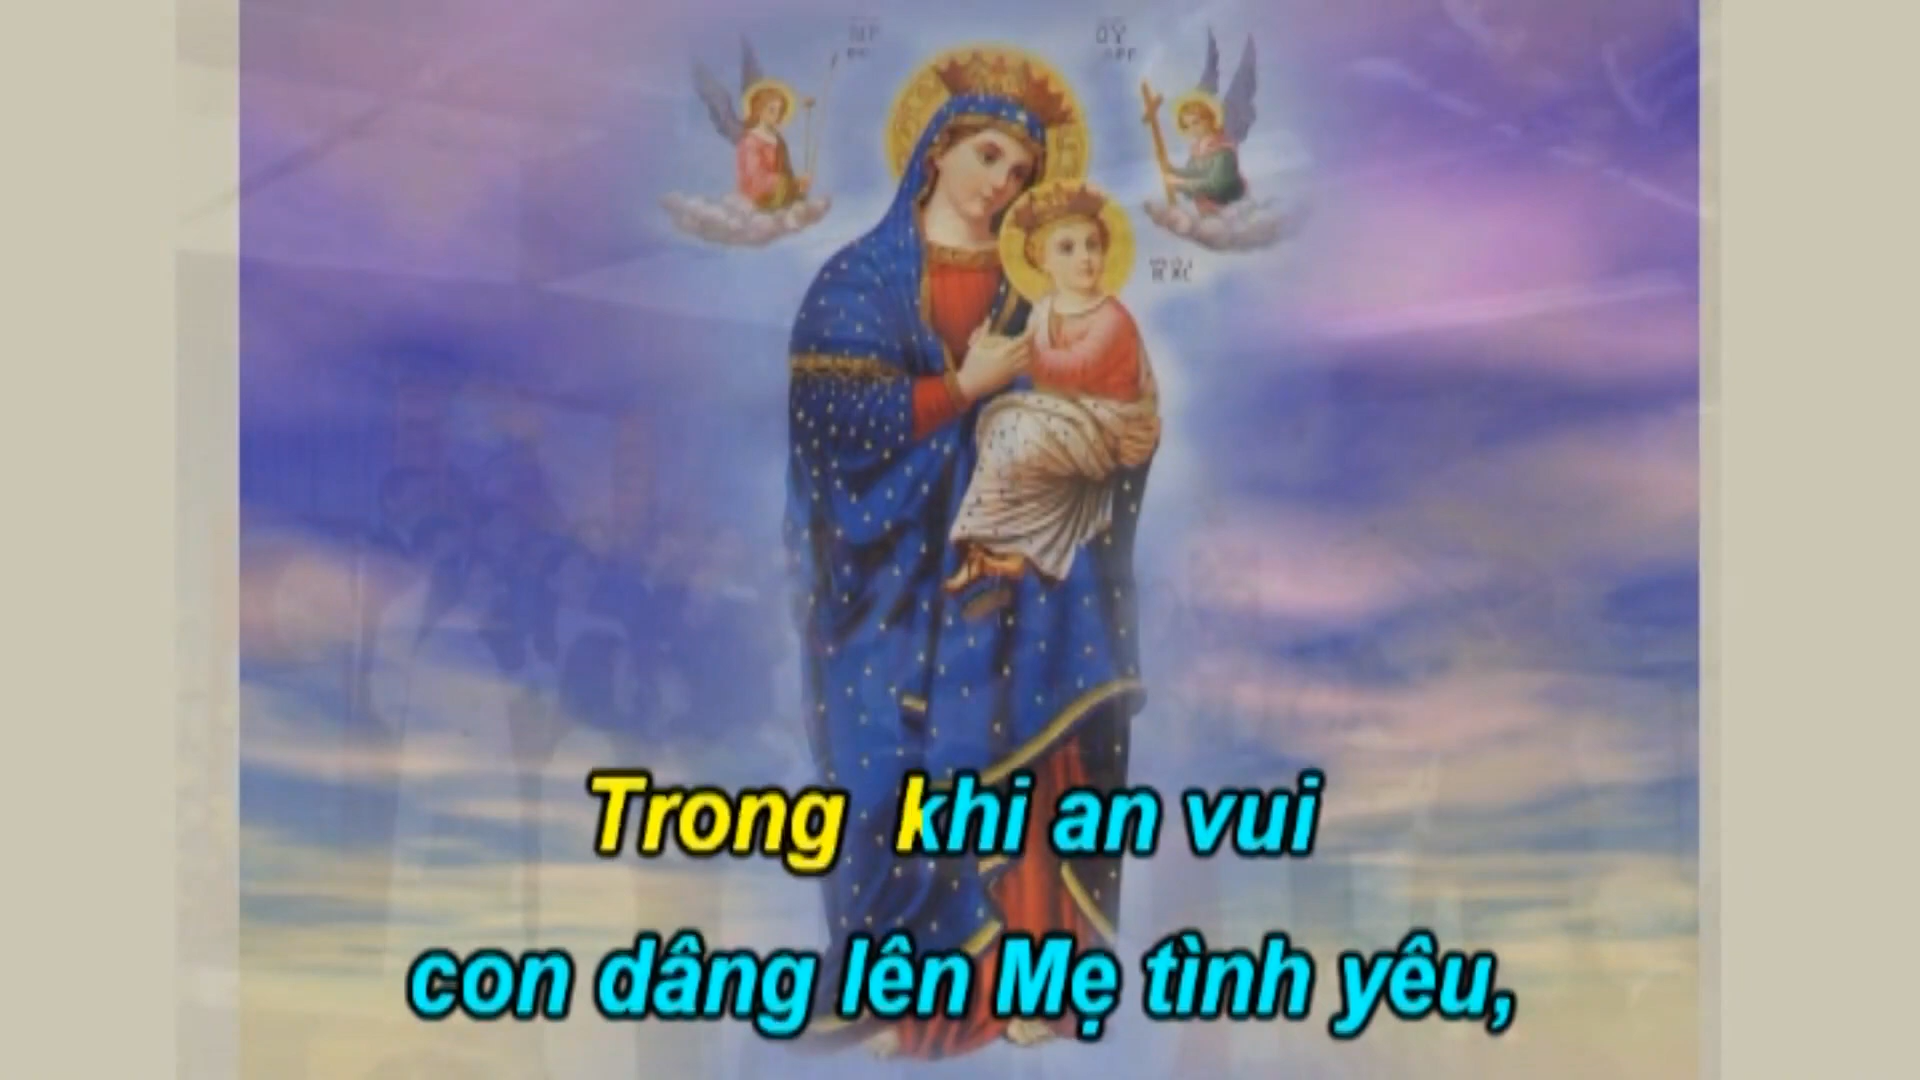 Trong khi an vui
con dâng lên Mẹ tình yêu,